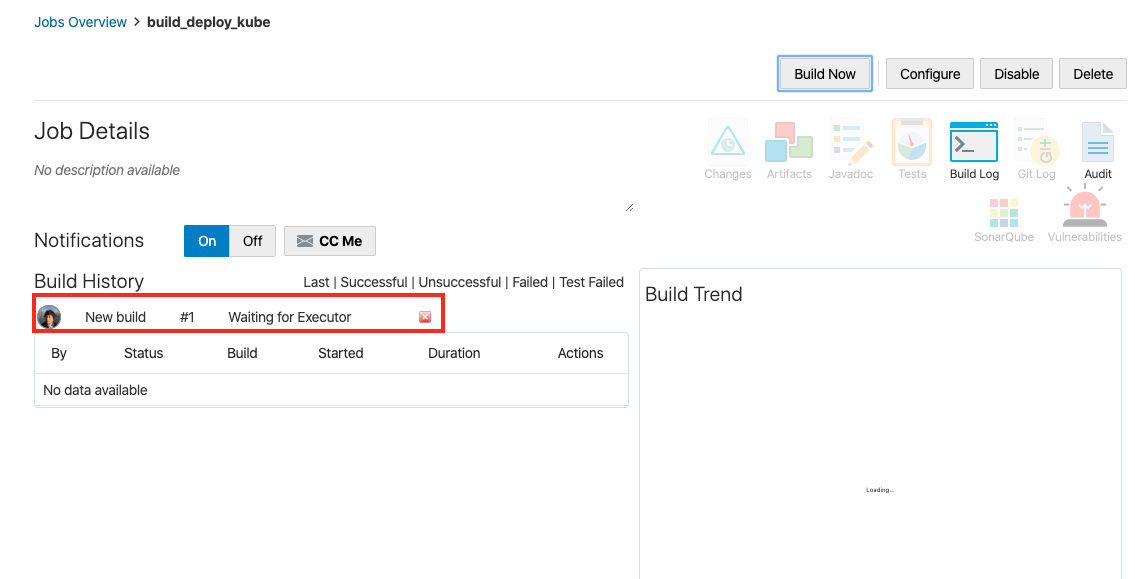 Jobs Overview > build_deploy_kube
Build Now Configure Disable Delete
Job Details
No description available
Changes Artifacts Javadoc Tests Build Log Git Log Audit
SonarQube Vulnerabilities
Notifications On Off CC Me
Build History Last | Successful | Unsuccessful | Failed | Test Failed
New build #1 Waiting for Executor
By Status Build Started Duration Actions
No data available
Build Trend
Loading...